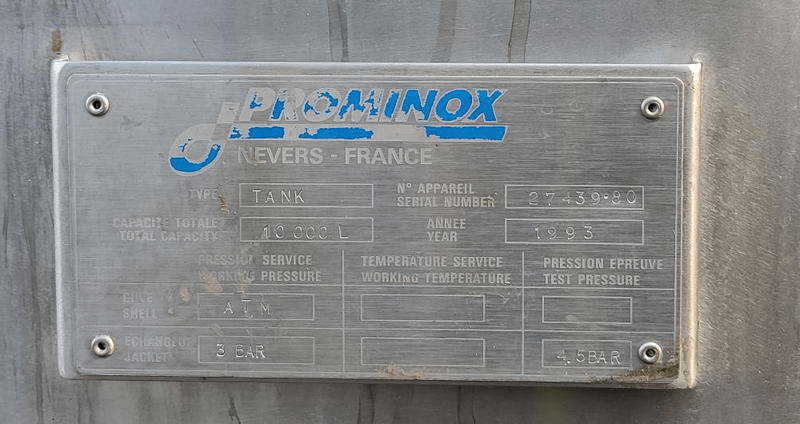 PROMINOX
NEVERS - FRANCE
TYPE TANK N° APPAREIL SERIAL NUMBER 27439-80
CAPACITE TOTALE TOTAL CAPACITY 10 000 L ANNEE YEAR 1993
PRESSION SERVICE TEMPERATURE SERVICE PRESSION EPREUVE
WORKING PRESSURE WORKING TEMPERATURE TEST PRESSURE
CUVE
SHELL ATM
ECHANGEUR
JACKET 3 BAR 4,5BAR